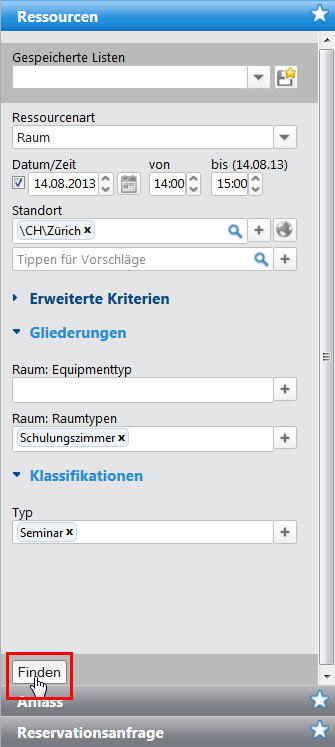 Ressourcen
Gespeicherte Listen
Ressourcenart
Raum
Datum/Zeit von bis (14.08.13)
14.08.2013 14:00 15:00
Standort
\CH\Zürich x
Tippen für Vorschläge
Erweiterte Kriterien
Gliederungen
Raum: Equipmenttyp
Raum: Raumtypen
Schulungszimmer x
Klassifikationen
Typ
Seminar x
Finden
Anlass
Reservationsanfrage